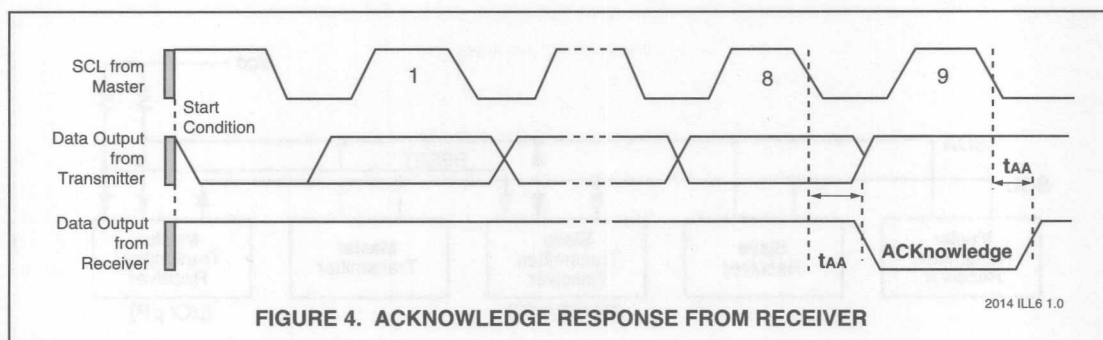 SCL from
Master
1
8
9
Start
Condition
Data Output
from
Transmitter
tAA
Data Output
from
Receiver
tAA
ACKnowledge
2014 ILL6 1.0
FIGURE 4. ACKNOWLEDGE RESPONSE FROM RECEIVER